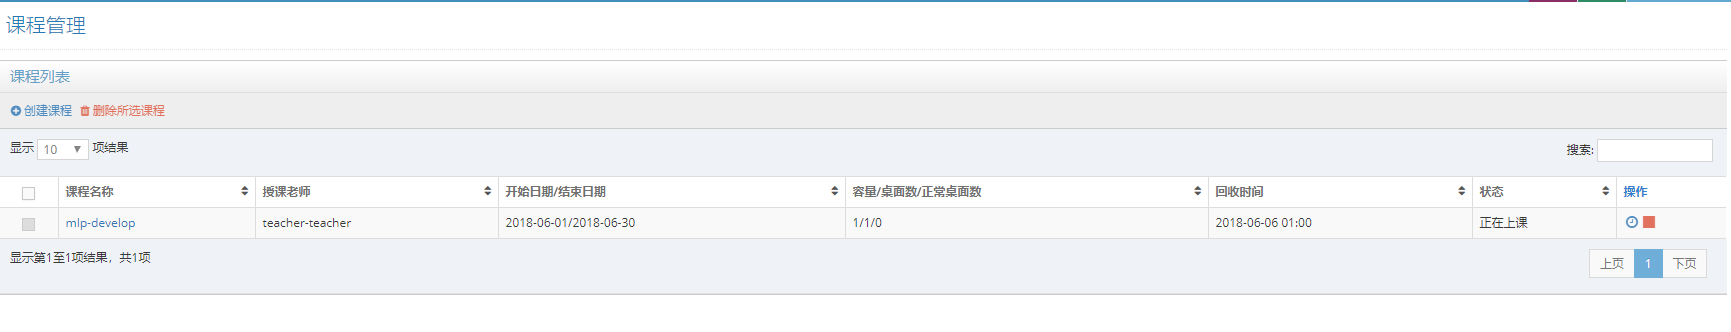 课程管理
课程列表
创建课程 删除所选课程
显示 10 项结果 搜索:
课程名称 授课老师 开始日期/结束日期 容量/桌面数/正常桌面数 回收时间 状态 操作
mlp-develop teacher-teacher 2018-06-01/2018-06-30 1/1/0 2018-06-06 01:00 正在上课
显示第1至1项结果，共1项 上页 1 下页